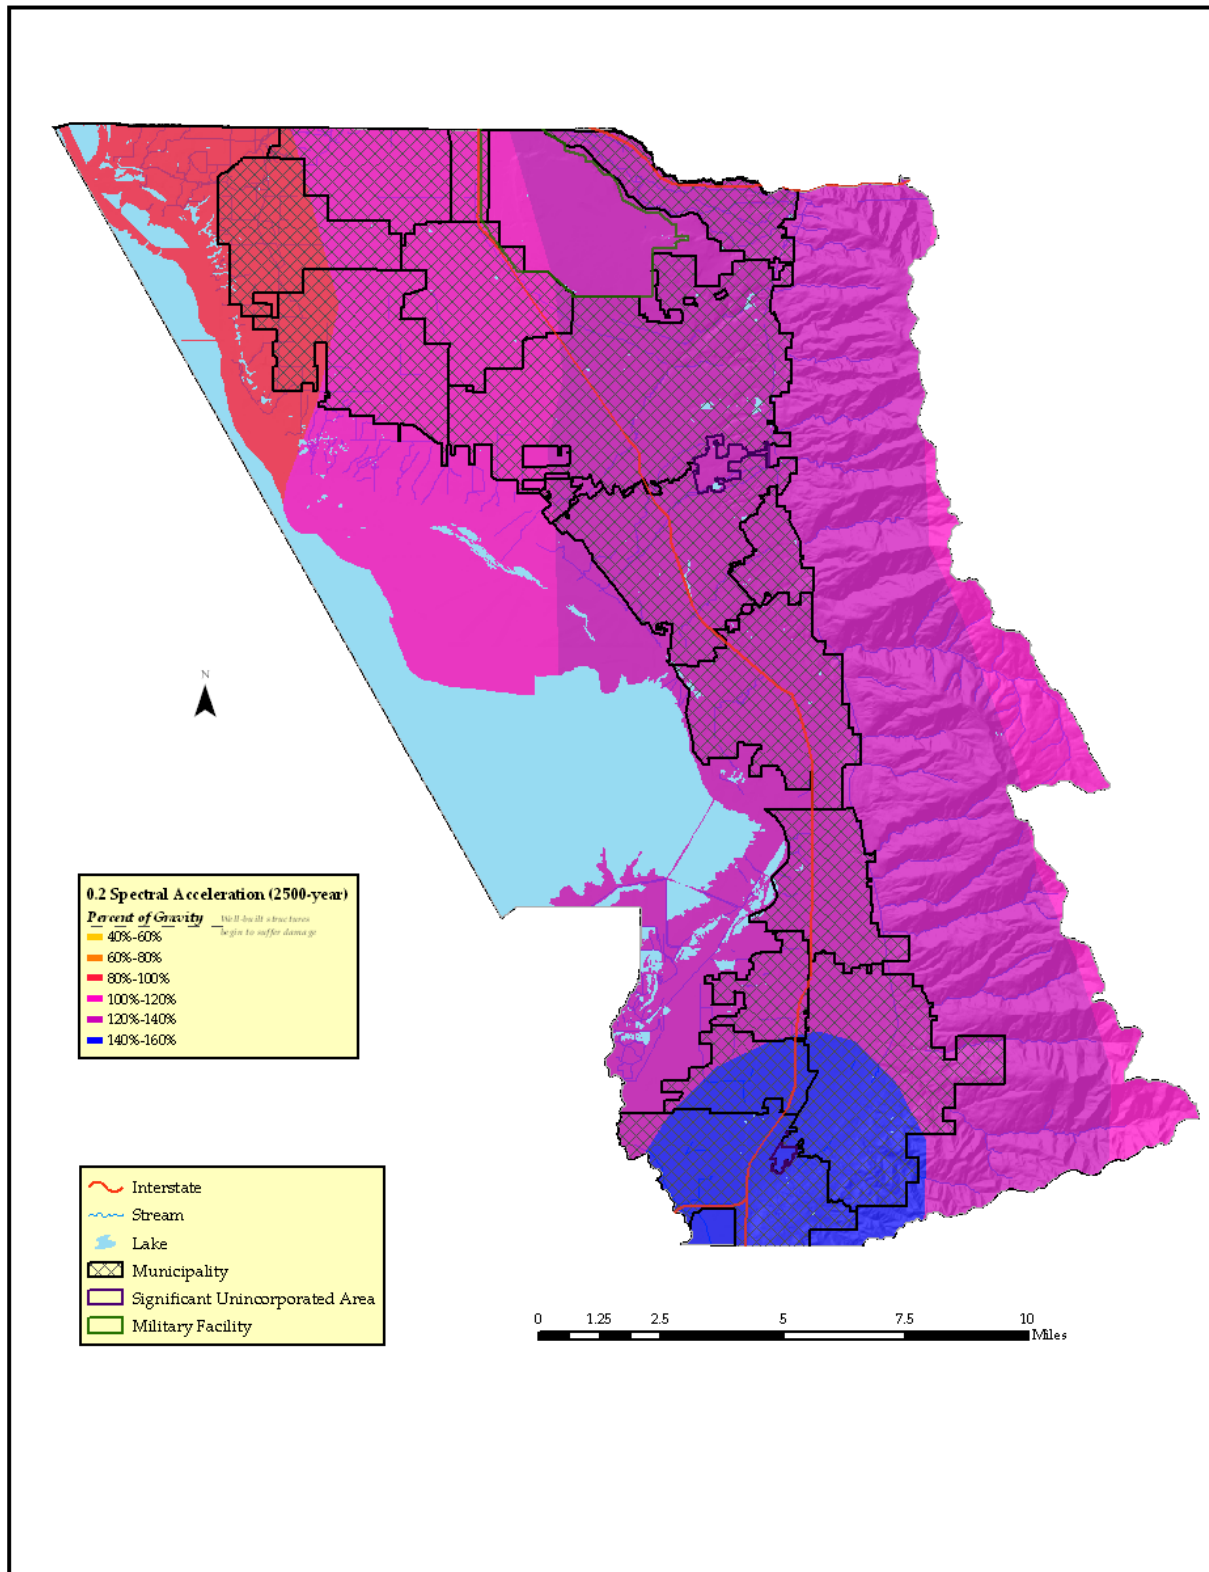 N
0.2 Spectral Acceleration (2500-year)
Percent of Gravity
Well-built structures
begin to suffer damage
40%-60%
60%-80%
80%-100%
100%-120%
120%-140%
140%-160%
Interstate
Stream
Lake
Municipality
Significant Unincorporated Area
Military Facility
0 1.25 2.5 5 7.5 10
Miles